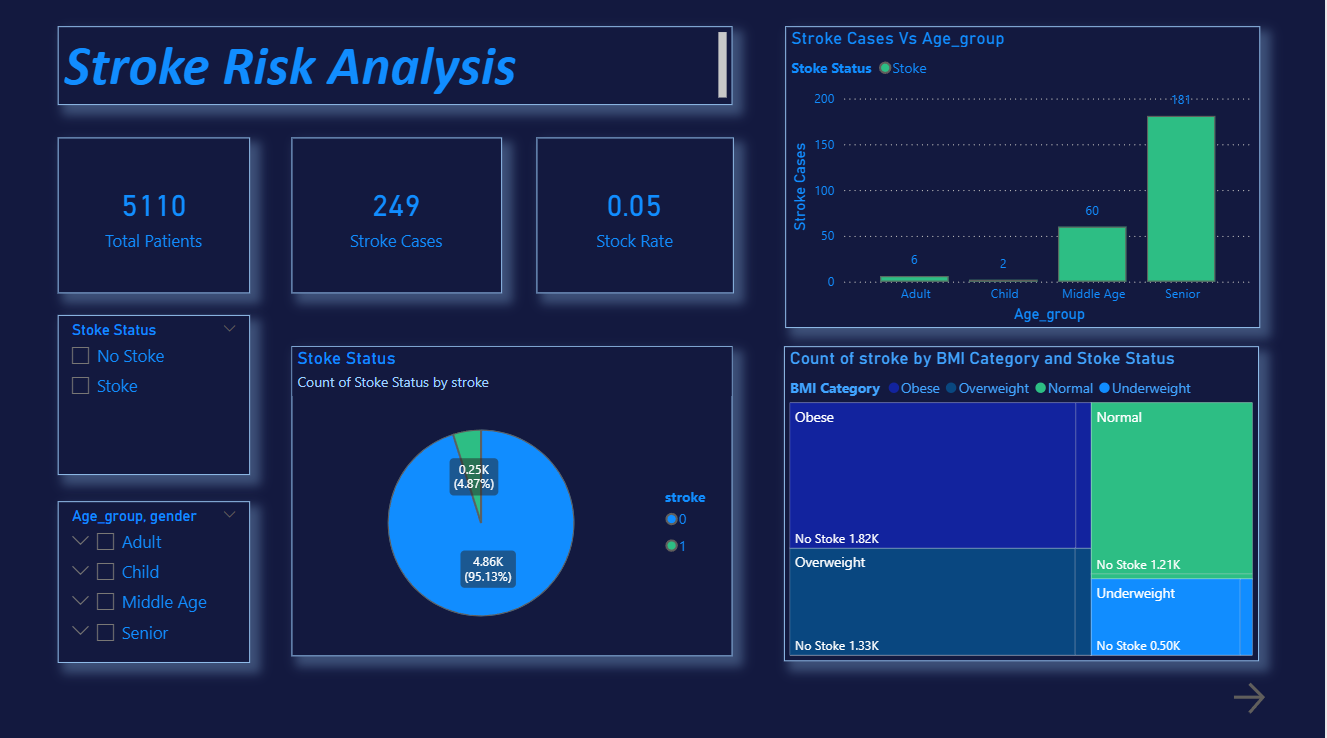 Stroke Risk Analysis
5110
Total Patients
249
Stroke Cases
0.05
Stock Rate
Stoke Status
No Stoke
Stoke
Age_group, gender
Adult
Child
Middle Age
Senior
Stoke Status
Count of Stoke Status by stroke
0.25K
(4.87%)
4.86K
(95.13%)
stroke
0
1
Stroke Cases Vs Age_group
Stoke Status Stoke
Stroke Cases
200
150
100
50
0
6
2
60
181
Adult Child Middle Age Senior
Age_group
Count of stroke by BMI Category and Stoke Status
BMI Category Obese Overweight Normal Underweight
Obese
No Stoke 1.82K
Overweight
No Stoke 1.33K
Normal
No Stoke 1.21K
Underweight
No Stoke 0.50K